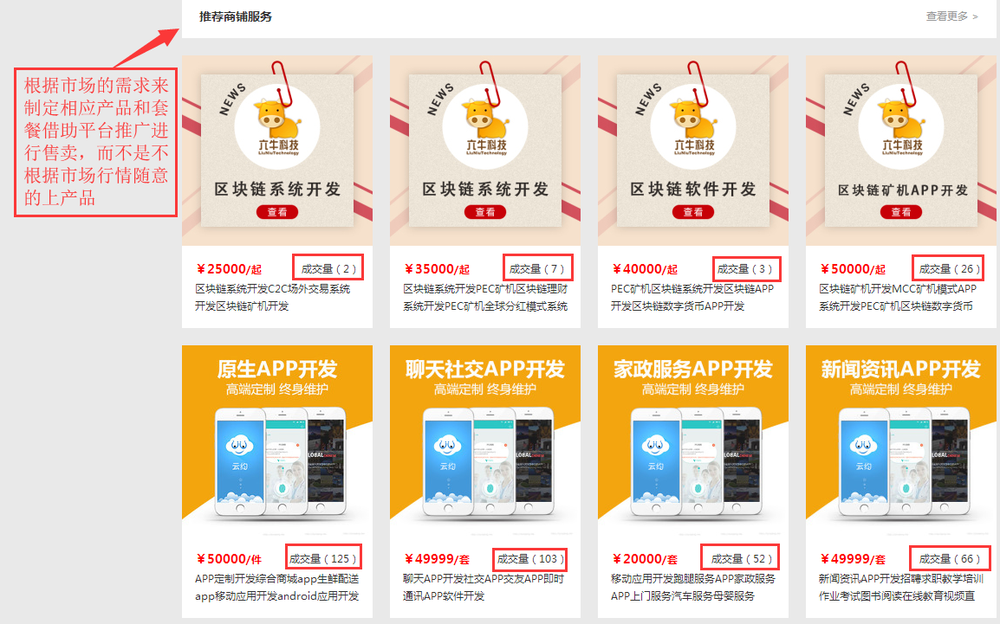 推荐商铺服务
查看更多 >
根据市场的需求来
制定相应产品和套
餐借助平台推广进
行售卖，而不是不
根据市场行情随意
的上产品
NEWS
六牛科技
LiuNiuTechnology
区块链系统开发
查看
NEWS
六牛科技
LiuNiuTechnology
区块链系统开发
查看
NEWS
六牛科技
LiuNiuTechnology
区块链软件开发
查看
NEWS
六牛科技
LiuNiuTechnology
区块链矿机APP开发
查看
￥25000/起 成交量（2）
区块链系统开发C2C场外交易系统
开发区块链矿机开发
￥35000/起 成交量（7）
区块链系统开发PEC矿机区块链理财
系统开发PEC矿机全球分红模式系统
￥40000/起 成交量（3）
PEC矿机区块链系统开发区块链APP
开发区块链数字货币APP开发
￥50000/起 成交量（26）
区块链矿机开发MCC矿机模式APP
系统开发PEC矿机区块链数字货币
原生APP开发
高端定制 终身维护
云约
GLOBAL
聊天社交APP开发
高端定制 终身维护
云约
GLOBAL
家政服务APP开发
高端定制 终身维护
云约
GLOBAL
新闻资讯APP开发
高端定制 终身维护
云约
GLOBAL
￥50000/件 成交量（125）
APP定制开发综合商城app生鲜配送
app移动应用开发android应用开发
￥49999/套 成交量（103）
聊天APP开发社交APP交友APP即时
通讯APP软件开发
￥20000/套 成交量（52）
移动应用开发跑腿服务APP家政服务
APP上门服务汽车服务母婴服务
￥49999/套 成交量（66）
新闻资讯APP开发招聘求职教学培训
作业考试图书阅读在线教育视频直